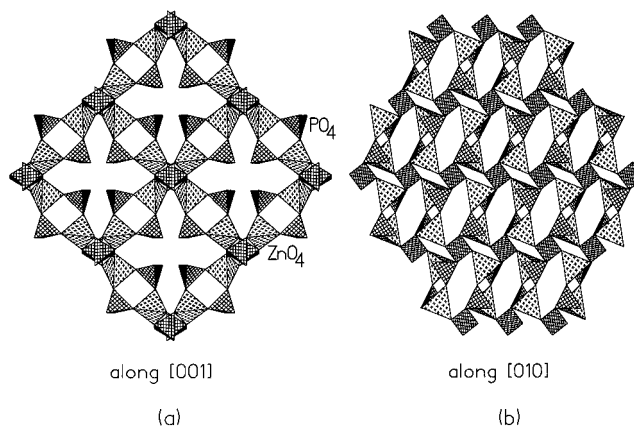 PO₄
ZnO₄
along [001]
along [010]
(a)
(b)